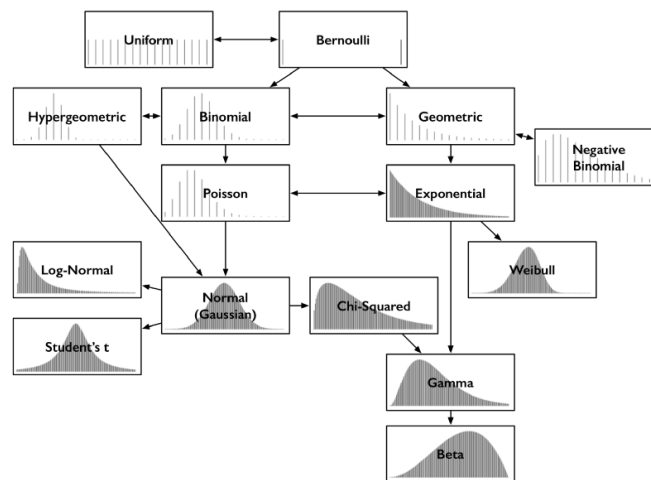 Uniform
Bernoulli
Hypergeometric
Binomial
Geometric
Negative
Binomial
Poisson
Exponential
Log-Normal
Normal
(Gaussian)
Chi-Squared
Weibull
Student's t
Gamma
Beta